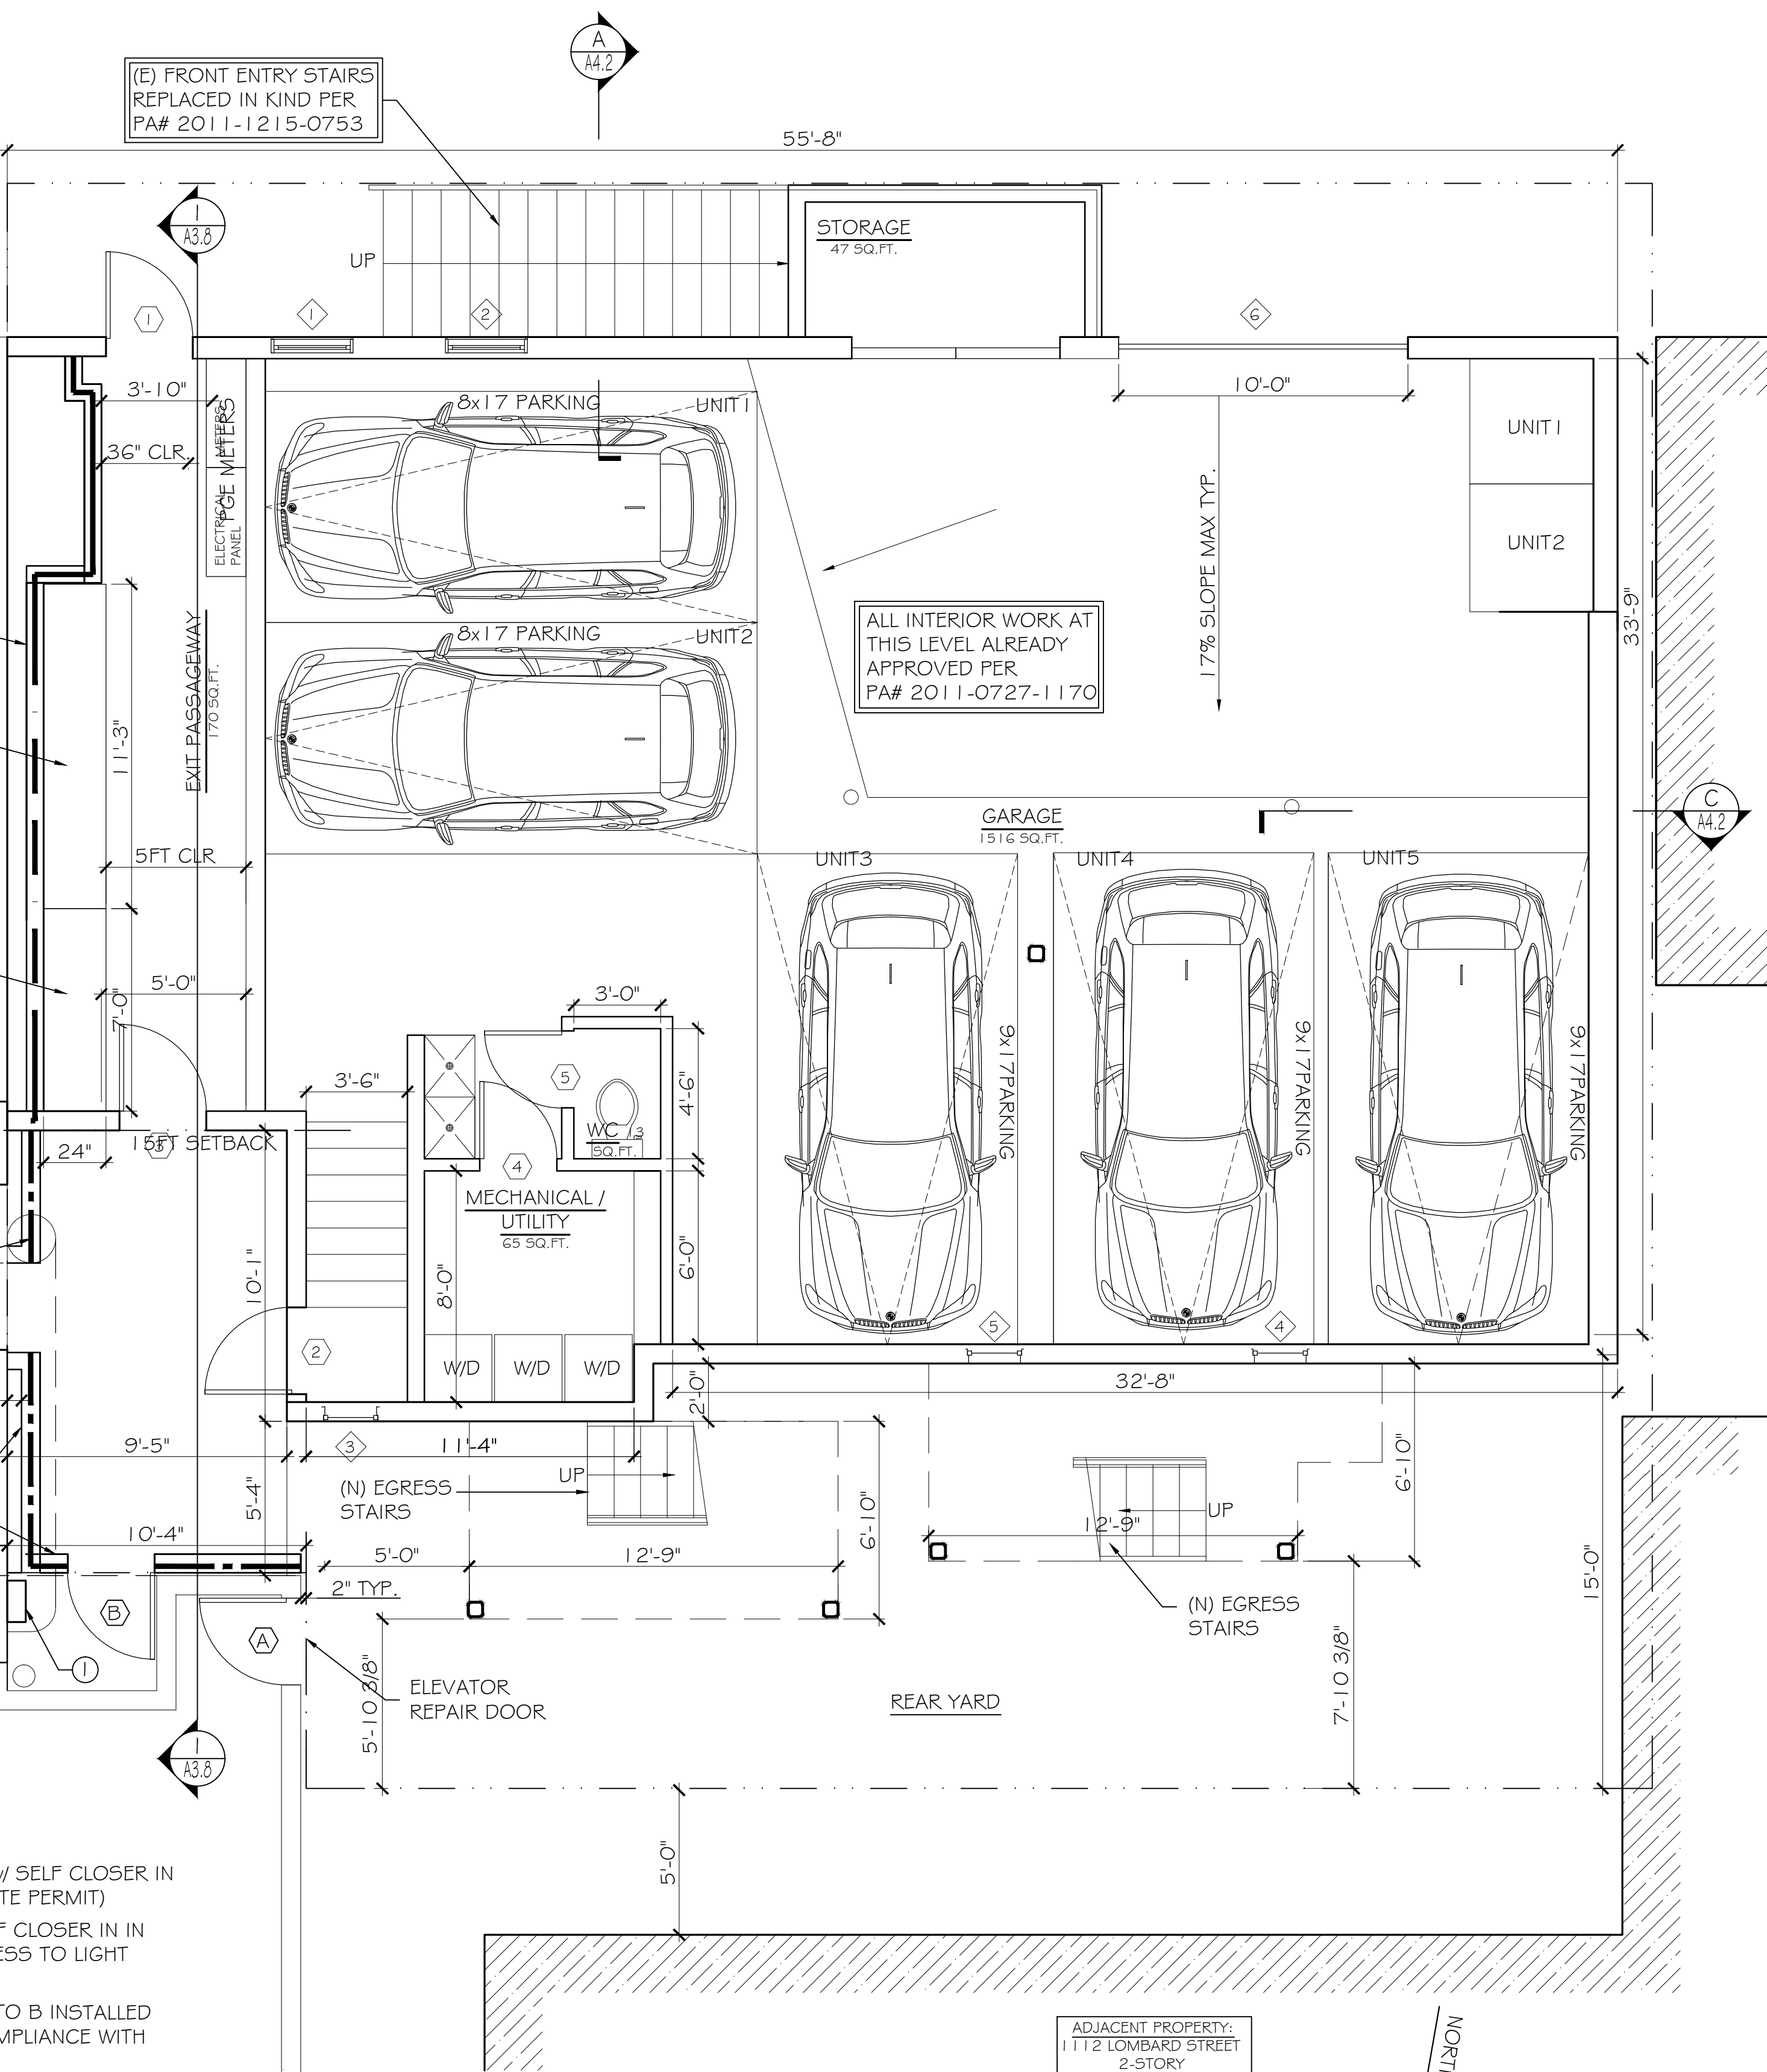 A
A4.2
(E) FRONT ENTRY STAIRS
REPLACED IN KIND PER
PA# 2011-1215-0753
55'-8"
1
A3.8
STORAGE
47 SQ.FT.
UP
1
1
2
6
3'-10"
10'-0"
8x17 PARKING
UNIT1
METERS
PGE METERS
UNIT1
36" CLR.
ELECTRICAL
PANEL
17% SLOPE MAX TYP.
UNIT2
33'-9"
ALL INTERIOR WORK AT
THIS LEVEL ALREADY
APPROVED PER
PA# 2011-0727-1170
8x17 PARKING
UNIT2
EXIT PASSAGEWAY
170 SQ.FT.
11'-3"
GARAGE
1516 SQ.FT.
C
A4.2
5FT CLR
UNIT3
UNIT4
UNIT5
5'-0"
7'-0"
3'-0"
9x17PARKING
9x17PARKING
9x17PARKING
3'-6"
5
4'-6"
WC
13
SQ.FT.
15FT SETBACK
3
24"
4
MECHANICAL /
UTILITY
65 SQ.FT.
10'-1"
8'-0"
6'-0"
2
W/D
W/D
W/D
5
4
2'-0"
32'-8"
9'-5"
3
11'-4"
UP
(N) EGRESS
STAIRS
5'-4"
6'-10"
6'-10"
UP
12'-9"
10'-4"
5'-0"
12'-9"
2" TYP.
15'-0"
B
A
(N) EGRESS
STAIRS
1
5'-10 3/8"
ELEVATOR
REPAIR DOOR
REAR YARD
7'-10 3/8"
1
A3.8
5'-0"
/ SELF CLOSER IN
TE PERMIT)
F CLOSER IN IN
ESS TO LIGHT
TO B INSTALLED
MPLIANCE WITH
ADJACENT PROPERTY:
1112 LOMBARD STREET
2-STORY
NORT